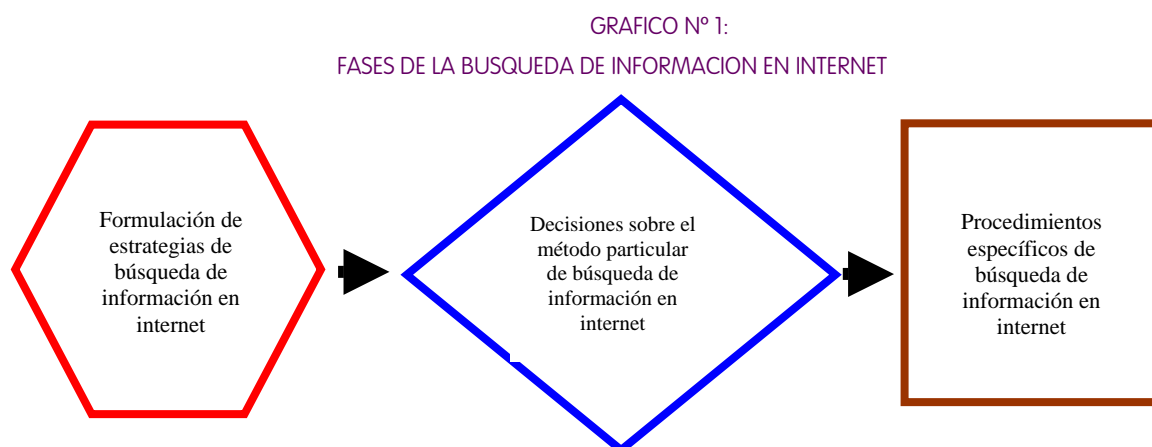 GRAFICO Nº 1:
FASES DE LA BUSQUEDA DE INFORMACION EN INTERNET
Formulación de
estrategias de
búsqueda de
información en
internet
Decisiones sobre el
método particular
de búsqueda de
información en
internet
Procedimientos
específicos de
búsqueda de
información en
internet